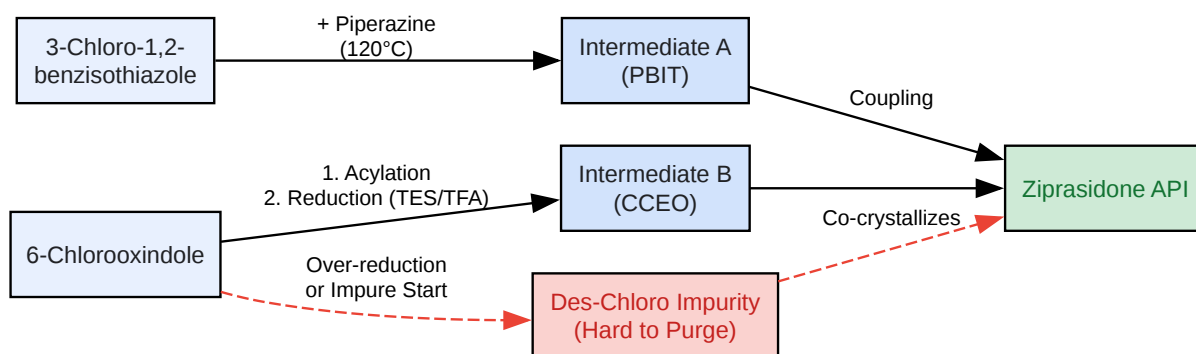 3-Chloro-1,2-
benzisothiazole
+ Piperazine
(120°C)
Intermediate A
(PBIT)
Coupling
6-Chlorooxindole
1. Acylation
2. Reduction (TES/TFA)
Intermediate B
(CCEO)
Ziprasidone API
Over-reduction
or Impure Start
Des-Chloro Impurity
(Hard to Purge)
Co-crystallizes